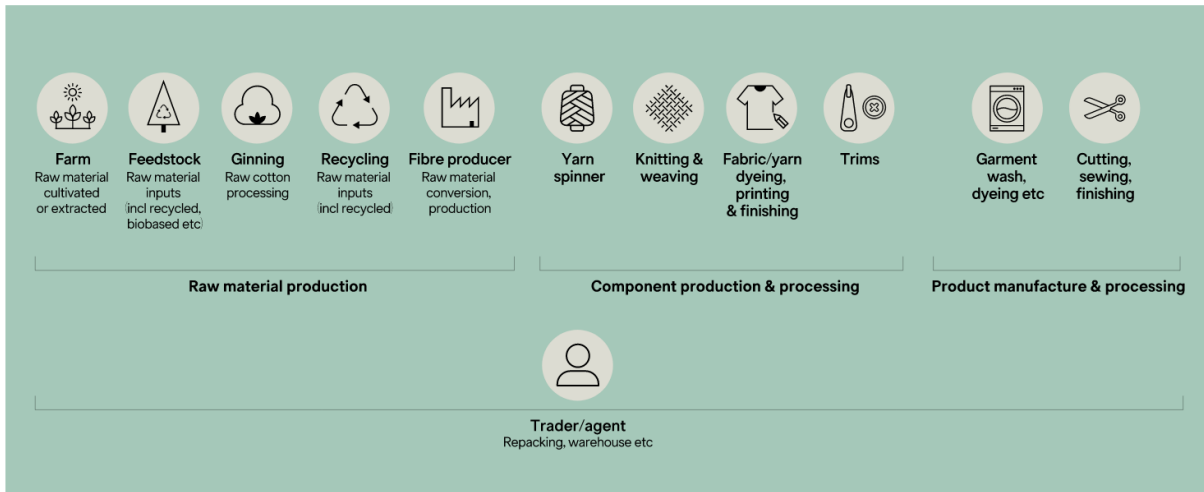 Farm
Raw material
cultivated
or extracted
Feedstock
Raw material
inputs
(incl recycled,
biobased etc)
Ginning
Raw cotton
processing
Recycling
Raw material
inputs
(incl recycled)
Fibre producer
Raw material
conversion,
production
Yarn
spinner
Knitting &
weaving
Fabric/yarn
dyeing,
printing
& finishing
Trims
Garment
wash,
dyeing etc
Cutting,
sewing,
finishing
Raw material production
Component production & processing
Product manufacture & processing
Trader/agent
Repacking, warehouse etc